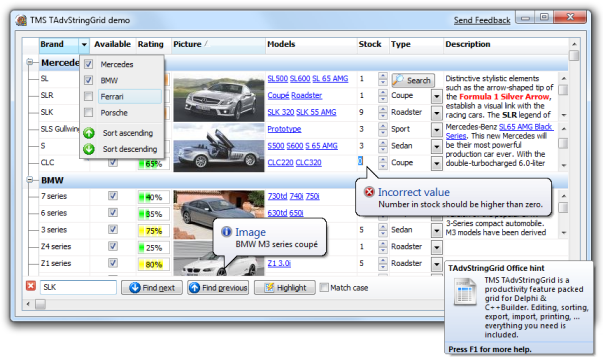 TMS TAdvStringGrid demo
Send Feedback
Brand Available Rating Picture Models Stock Type Description
Mercedes
Mercedes
BMW
Ferrari
Porsche
Sort ascending
Sort descending
SL SL500 SL600 SL 65 AMG 1 Search
SLR Coupé Roadster 1 Coupe
SLK SLK 320 SLK 55 AMG 9 Roadster
Distinctive stylistic elements
such as the arrow-shaped tip of
the Formula 1 Silver Arrow,
establish a visual link with the
racing cars. The SLR legend of
SLS Gullwing Prototype 3 Sport
S S500 S600 S 65 AMG 3 Sedan
CLC 65% CLC220 CLC320 0 Coupe
Mercedes-Benz SL65 AMG Black
Series. This new Mercedes will
be their most powerful
production car ever. With the
double-turbocharged 6.0-liter
BMW
Incorrect value
Number in stock should be higher than zero.
7 series 40% 730td 740i 750i
6 series 85% 630td 650i
3 series 75% 5 Sedan
Z4 series 25% 1 Roadster
Z1 series 80% Z1 3.0i 5 Roadster
3-Series compact automobile.
M3 models have been derived
Image
BMW M3 series coupé
SLK Find next Find previous Highlight Match case
TAdvStringGrid Office hint
TMS TAdvStringGrid is a
productivity feature packed
grid for Delphi &
C++Builder. Editing, sorting,
export, import, printing, ...
everything you need is
included.
Press F1 for more help.